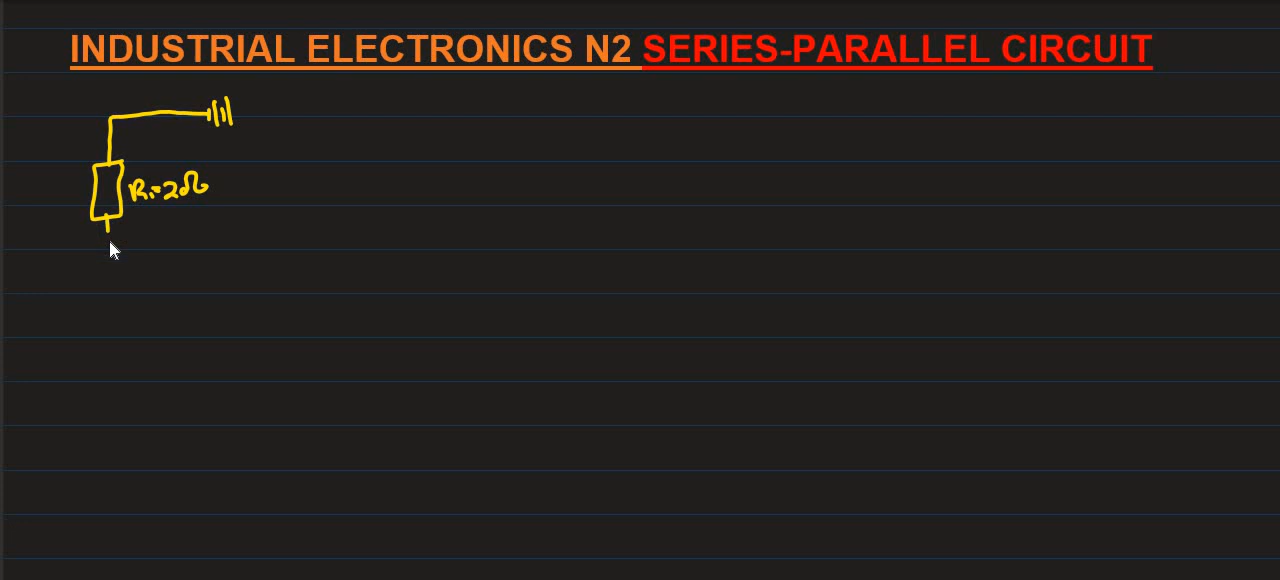 INDUSTRIAL ELECTRONICS N2 SERIES-PARALLEL CIRCUIT
R₁=2Ω